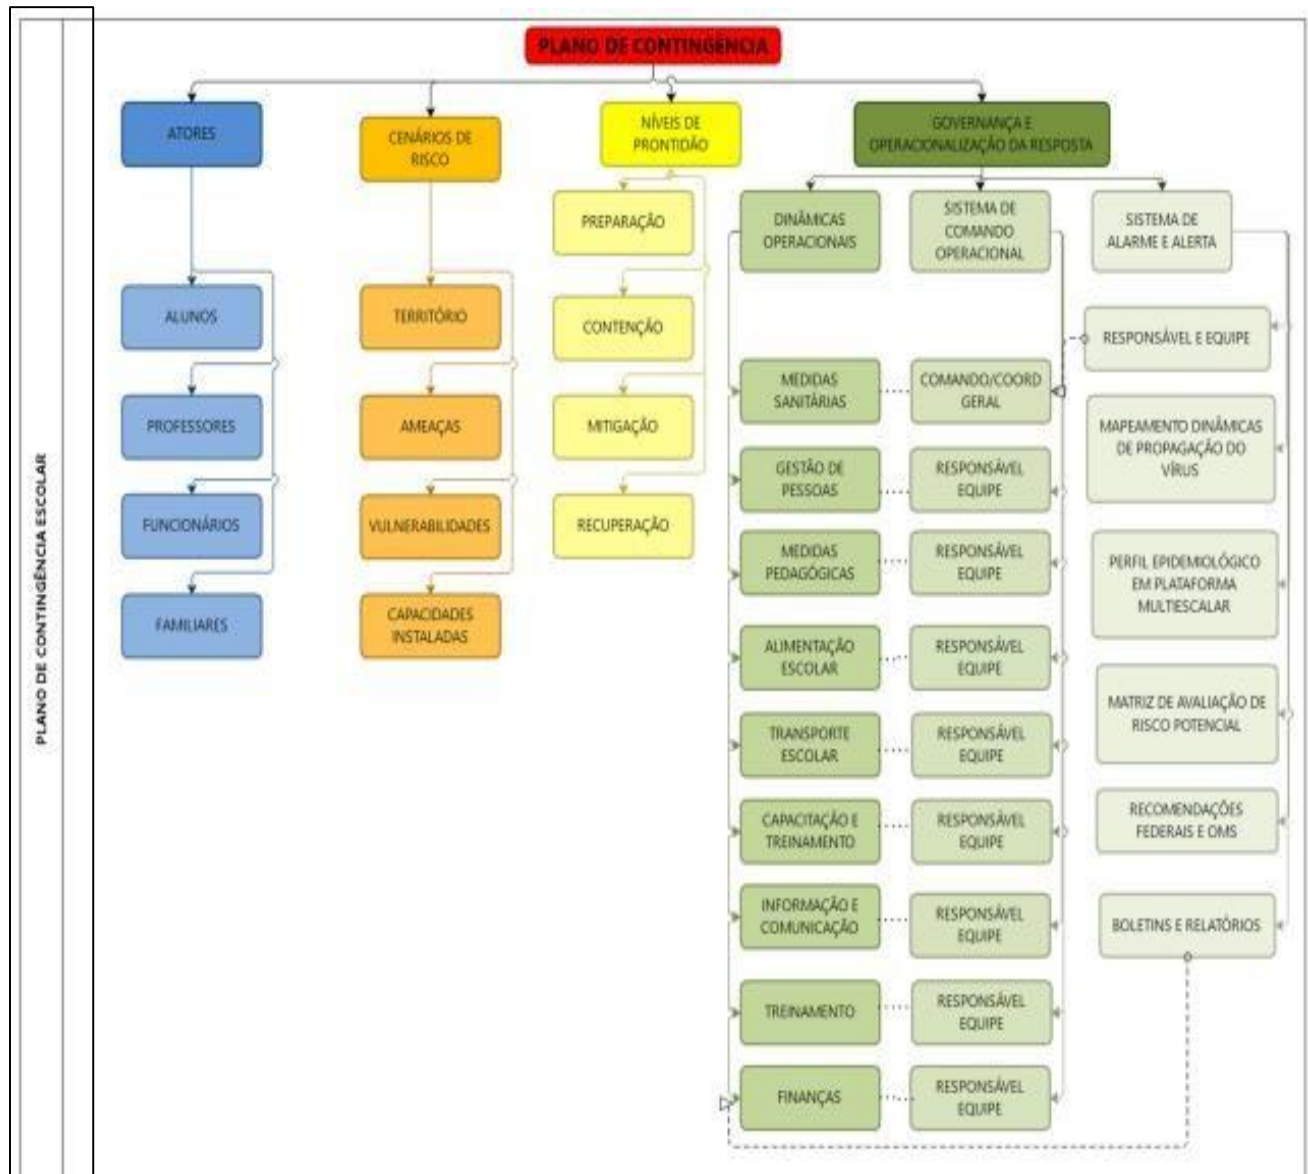 PLANO DE CONTINGÊNCIA ESCOLAR
PLANO DE CONTINGÊNCIA
ATORES
ALUNOS
PROFESSORES
FUNCIONÁRIOS
FAMILIARES
CENÁRIOS DE
RISCO
TERRITÓRIO
AMEAÇAS
VULNERABILIDADES
CAPACIDADES
INSTALADAS
NÍVEIS DE
PRONTIDÃO
PREPARAÇÃO
CONTENÇÃO
MITIGAÇÃO
RECUPERAÇÃO
GOVERNANÇA E
OPERACIONALIZAÇÃO DA RESPOSTA
DINÂMICAS
OPERACIONAIS
MEDIDAS
SANITÁRIAS
GESTÃO DE
PESSOAS
MEDIDAS
PEDAGÓGICAS
ALIMENTAÇÃO
ESCOLAR
TRANSPORTE
ESCOLAR
CAPACITAÇÃO E
TREINAMENTO
INFORMAÇÃO E
COMUNICAÇÃO
TREINAMENTO
FINANÇAS
SISTEMA DE
COMANDO
OPERACIONAL
COMANDO/COORD
GERAL
RESPONSÁVEL
EQUIPE
RESPONSÁVEL
EQUIPE
RESPONSÁVEL
EQUIPE
RESPONSÁVEL
EQUIPE
RESPONSÁVEL
EQUIPE
RESPONSÁVEL
EQUIPE
RESPONSÁVEL
EQUIPE
RESPONSÁVEL
EQUIPE
SISTEMA DE
ALARME E ALERTA
RESPONSÁVEL E EQUIPE
MAPEAMENTO DINÂMICAS
DE PROPAGAÇÃO DO
VÍRUS
PERFIL EPIDEMIOLÓGICO
EM PLATAFORMA
MULTIESCALAR
MATRIZ DE AVALIAÇÃO DE
RISCO POTENCIAL
RECOMENDAÇÕES
FEDERAIS E OMS
BOLETINS E RELATÓRIOS